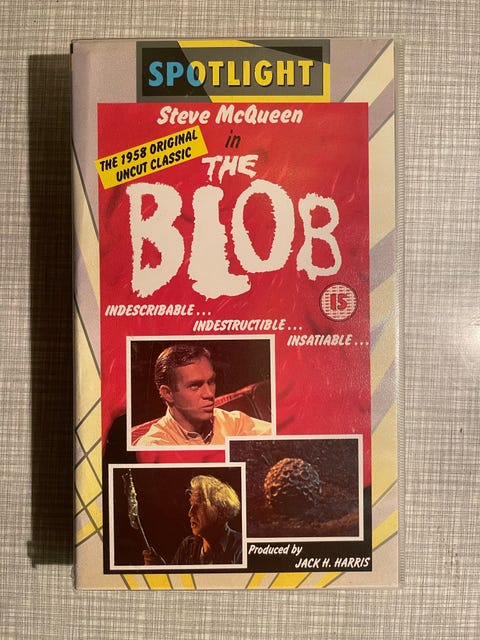 SPOTLIGHT
Steve McQueen
in
THE 1958 ORIGINAL
UNCUT CLASSIC
THE
BLOB
15
INDESCRIBABLE...
INDESTRUCTIBLE...
INSATIABLE...
Produced by
JACK H. HARRIS